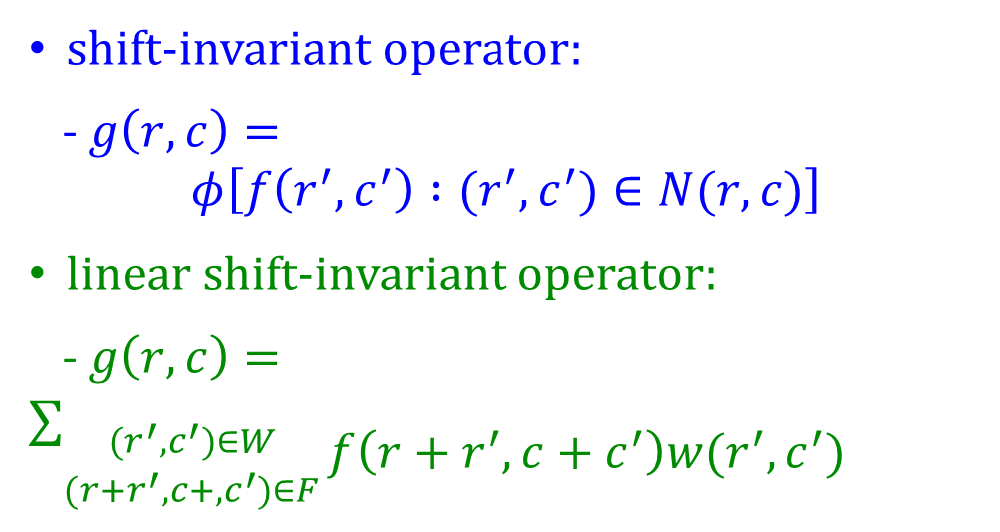 • shift-invariant operator:
- g(r, c) =
ϕ[f(r′, c′) : (r′, c′) ∈ N(r, c)]
• linear shift-invariant operator:
- g(r, c) =
∑ (r′,c′)∈W f(r + r′, c + c′)w(r′, c′)
(r+r′,c+,c′)∈F